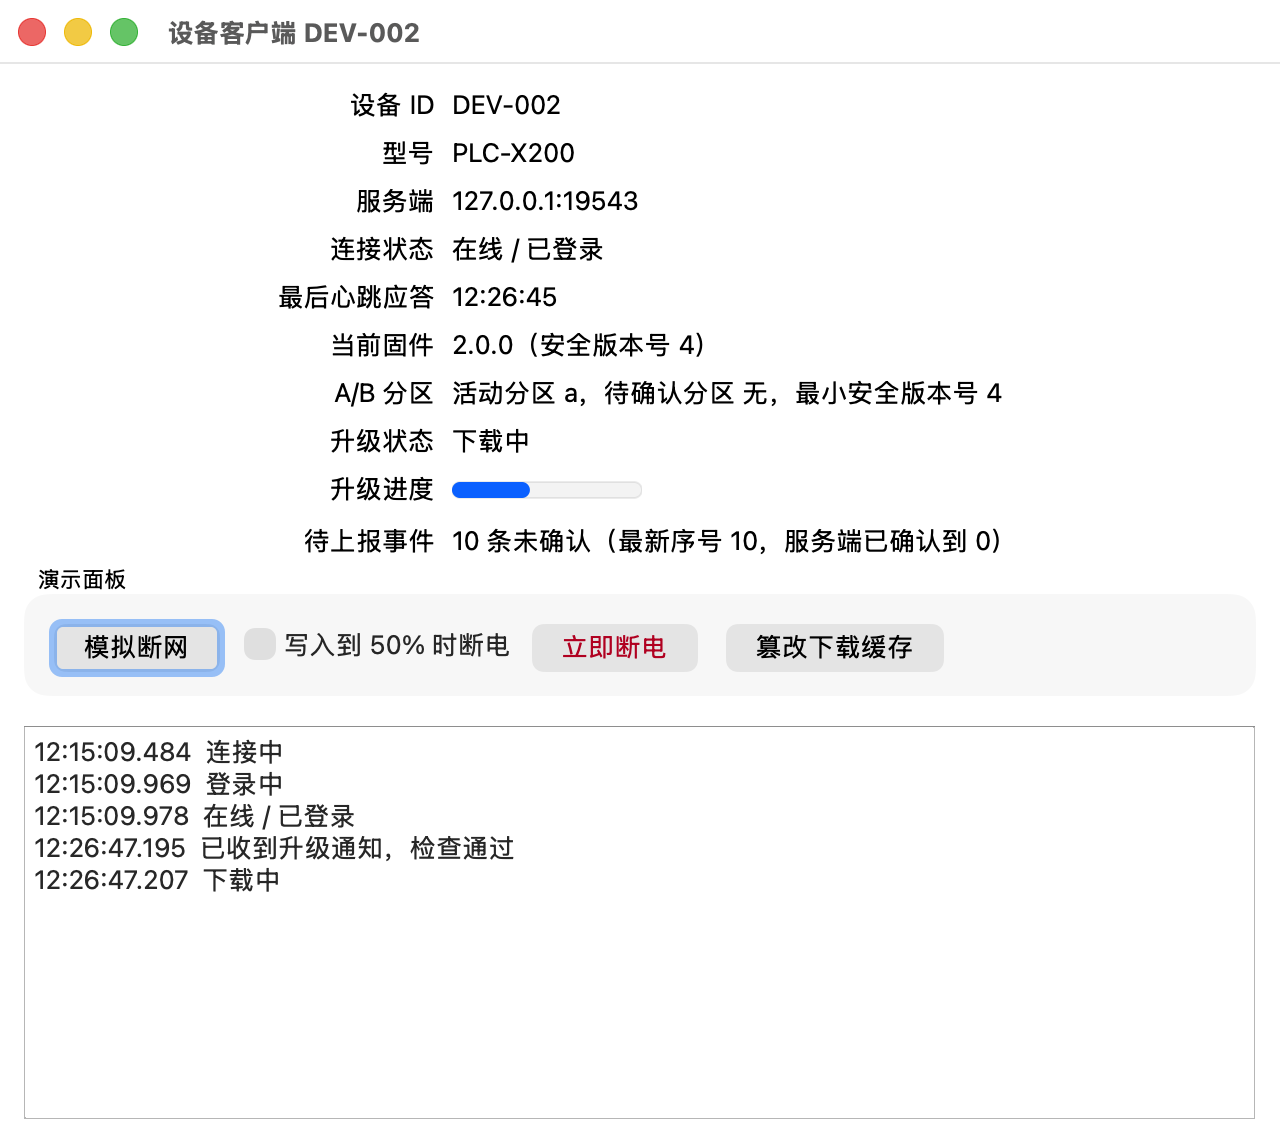 设备客户端 DEV-002
设备 ID DEV-002
型号 PLC-X200
服务端 127.0.0.1:19543
连接状态 在线 / 已登录
最后心跳应答 12:26:45
当前固件 2.0.0（安全版本号 4）
A/B 分区 活动分区 a，待确认分区 无，最小安全版本号 4
升级状态 下载中
升级进度
待上报事件 10 条未确认（最新序号 10，服务端已确认到 0）
演示面板
模拟断网 写入到 50% 时断电 立即断电 篡改下载缓存
12:15:09.484 连接中
12:15:09.969 登录中
12:15:09.978 在线 / 已登录
12:26:47.195 已收到升级通知，检查通过
12:26:47.207 下载中